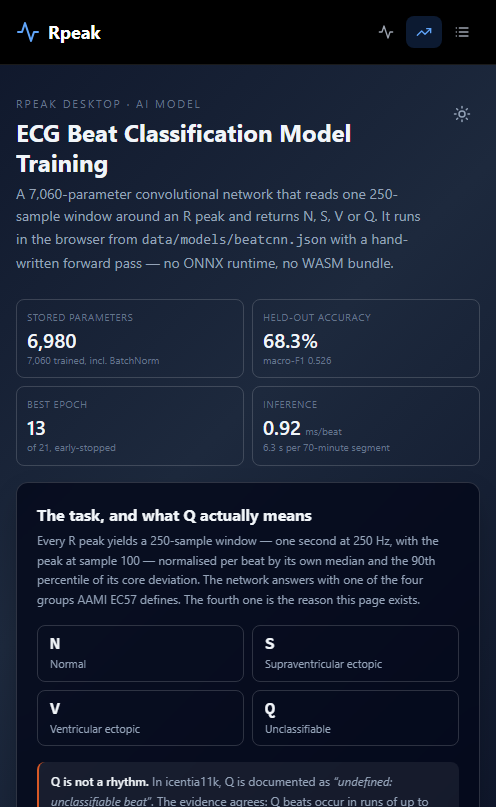 Rpeak
RPEAK DESKTOP · AI MODEL
ECG Beat Classification Model
Training
A 7,060-parameter convolutional network that reads one 250-
sample window around an R peak and returns N, S, V or Q. It runs
in the browser from data/models/beatcnn.json with a hand-
written forward pass — no ONNX runtime, no WASM bundle.
STORED PARAMETERS
6,980
7,060 trained, incl. BatchNorm
HELD-OUT ACCURACY
68.3%
macro-F1 0.526
BEST EPOCH
13
of 21, early-stopped
INFERENCE
0.92 ms/beat
6.3 s per 70-minute segment
The task, and what Q actually means
Every R peak yields a 250-sample window — one second at 250 Hz, with the
peak at sample 100 — normalised per beat by its own median and the 90th
percentile of its core deviation. The network answers with one of the four
groups AAMI EC57 defines. The fourth one is the reason this page exists.
N
Normal
S
Supraventricular ectopic
V
Ventricular ectopic
Q
Unclassifiable
Q is not a rhythm. In icentia11k, Q is documented as "undefined:
unclassifiable beat". The evidence agrees: Q beats occur in runs of up to